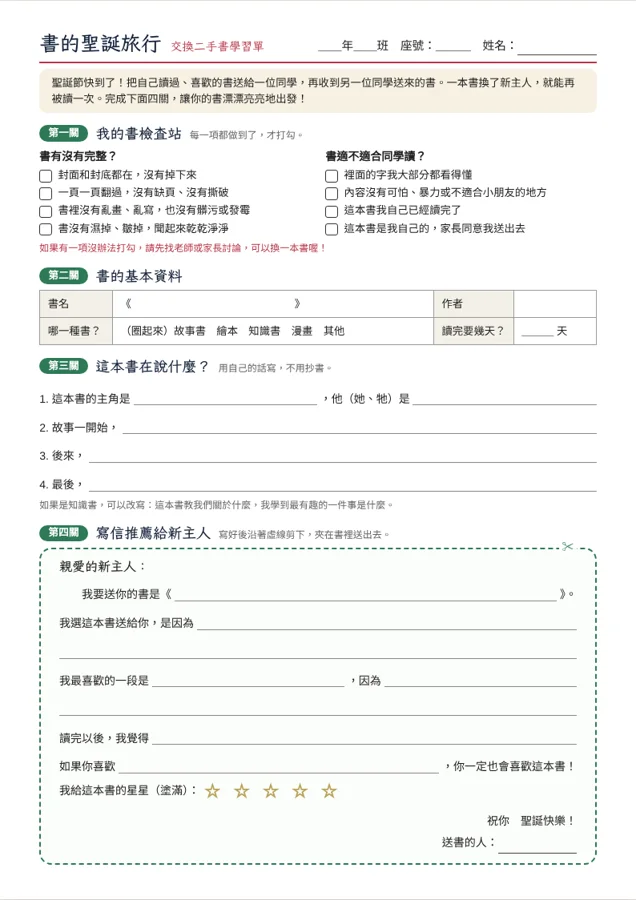 書的聖誕旅行 交換二手書學習單 ____年____班 座號：______ 姓名：____________
聖誕節快到了！把自己讀過、喜歡的書送給一位同學，再收到另一位同學送來的書。一本書換了新主人，就能再
被讀一次。完成下面四關，讓你的書漂漂亮亮地出發！
第一關 我的書檢查站 每一項都做到了，才打勾。
書有沒有完整？
封面和封底都在，沒有掉下來
一頁一頁翻過，沒有缺頁、沒有撕破
書裡沒有亂畫、亂寫，也沒有髒污或發霉
書沒有濕掉、皺掉，聞起來乾乾淨淨
書適不適合同學讀？
裡面的字我大部分都看得懂
內容沒有可怕、暴力或不適合小朋友的地方
這本書我自己已經讀完了
這本書是我自己的，家長同意我送出去
如果有一項沒辦法打勾，請先找老師或家長討論，可以換一本書喔！
第二關 書的基本資料
書名 《 》 作者
哪一種書？ （圈起來）故事書 繪本 知識書 漫畫 其他 讀完要幾天？ ______ 天
第三關 這本書在說什麼？ 用自己的話寫，不用抄書。
1. 這本書的主角是 ____________ ，他（她、牠）是 ____________
2. 故事一開始， ____________
3. 後來， ____________
4. 最後， ____________
如果是知識書，可以改寫：這本書教我們關於什麼，我學到最有趣的一件事是什麼。
第四關 寫信推薦給新主人 寫好後沿著虛線剪下，夾在書裡送出去。
親愛的新主人：
我要送你的書是《 ____________ 》。
我選這本書送給你，是因為 ____________
我最喜歡的一段是 ____________ ，因為 ____________
讀完以後，我覺得 ____________
如果你喜歡 ____________ ，你一定也會喜歡這本書！
我給這本書的星星（塗滿）： ☆ ☆ ☆ ☆ ☆
祝你 聖誕快樂！
送書的人：____________